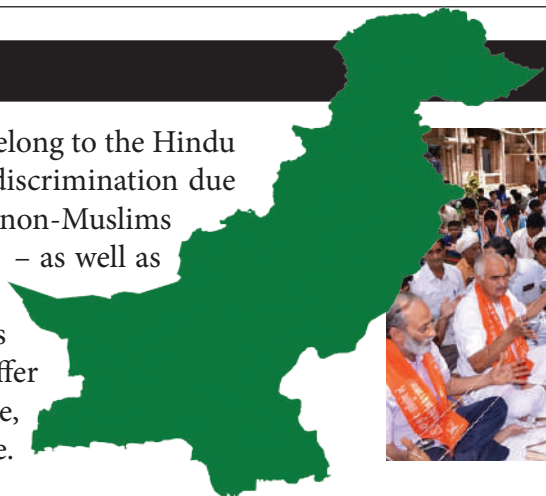 elong to the Hindu
discrimination due
non-Muslims
– as well as
s
ffer
e,
e.